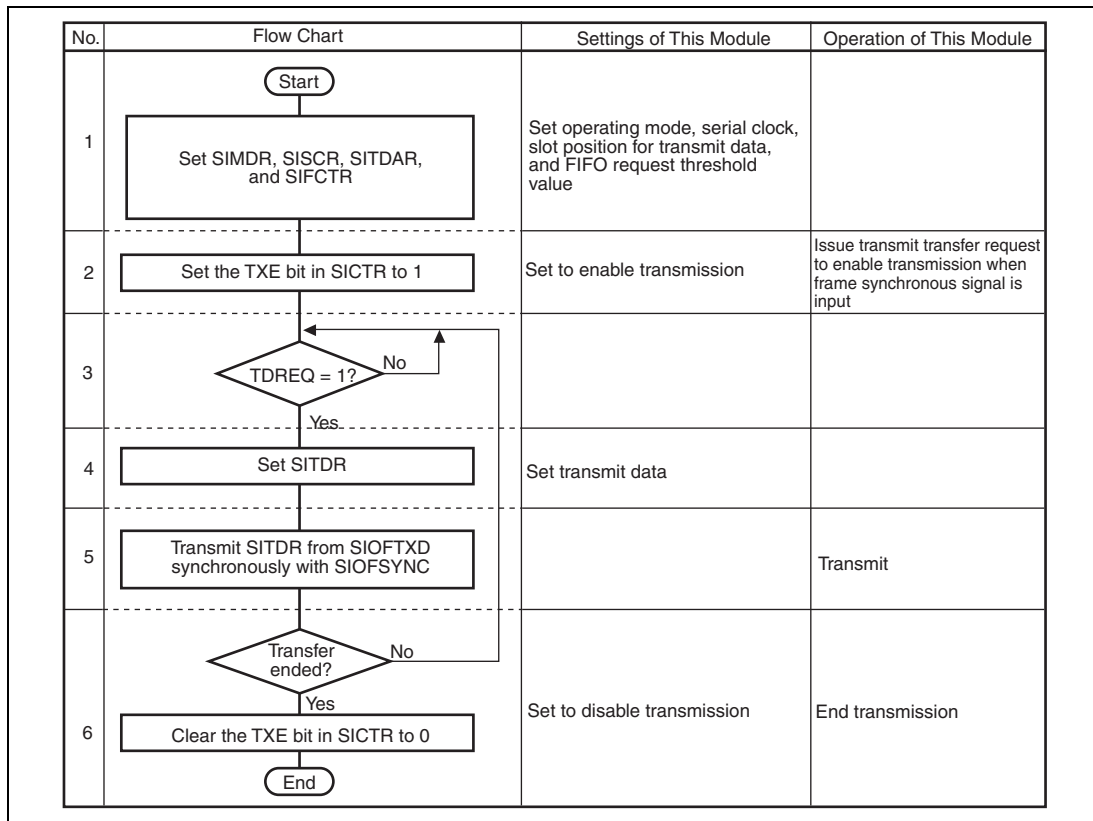 No.
Flow Chart
Settings of This Module
Operation of This Module
Start
1
Set SIMDR, SISCR, SITDAR,
and SIFCTR
Set operating mode, serial clock,
slot position for transmit data,
and FIFO request threshold
value
2
Set the TXE bit in SICTR to 1
Set to enable transmission
Issue transmit transfer request
to enable transmission when
frame synchronous signal is
input
3
TDREQ = 1?
No
Yes
4
Set SITDR
Set transmit data
5
Transmit SITDR from SIOFTXD
synchronously with SIOFSYNC
Transmit
Transfer
ended?
No
Yes
6
Clear the TXE bit in SICTR to 0
Set to disable transmission
End transmission
End